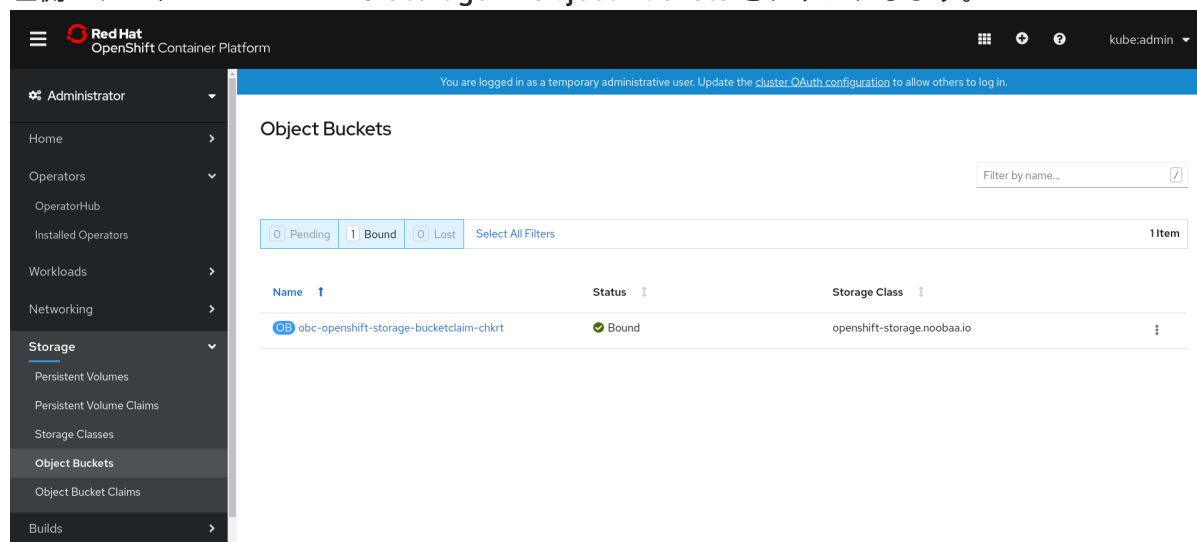 Storage → Object Buckets
Red Hat
OpenShift Container Platform
kube:admin
You are logged in as a temporary administrative user. Update the cluster OAuth configuration to allow others to log in.
Administrator
Home
Operators
OperatorHub
Installed Operators
Workloads
Networking
Storage
Persistent Volumes
Persistent Volume Claims
Storage Classes
Object Buckets
Object Bucket Claims
Builds
Object Buckets
Filter by name...
/
0 Pending 1 Bound 0 Lost Select All Filters 1 Item
Name Status Storage Class
OB obc-openshift-storage-bucketclaim-chkrt Bound openshift-storage.noobaa.io